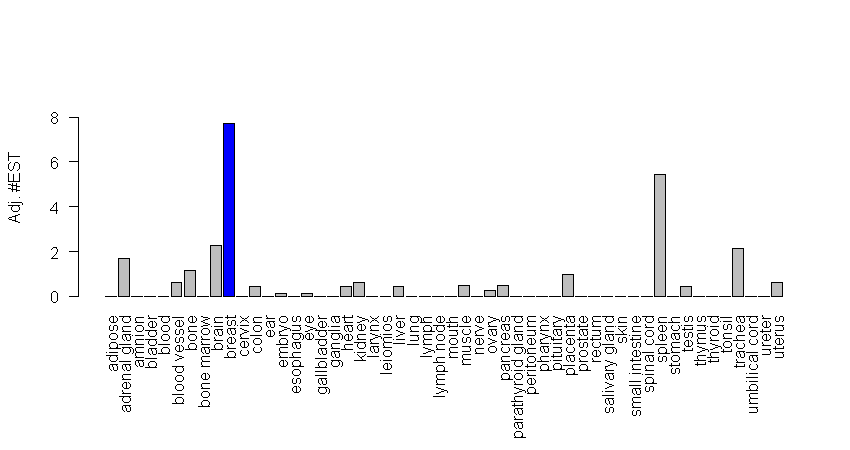 Adj. #EST
8
6
4
2
0
adipose
adrenal gland
amnion
bladder
blood
blood vessel
bone
bone marrow
brain
breast
cervix
colon
ear
embryo
esophagus
eye
gallbladder
ganglia
heart
kidney
larynx
leiomios
liver
lung
lymph
lymph node
mouth
muscle
nerve
ovary
pancreas
parathyroid gland
peritoneum
pharynx
pituitary
placenta
prostate
rectum
salivary gland
skin
small intestine
spinal cord
spleen
stomach
testis
thymus
thyroid
tonsil
trachea
umbilical cord
ureter
uterus